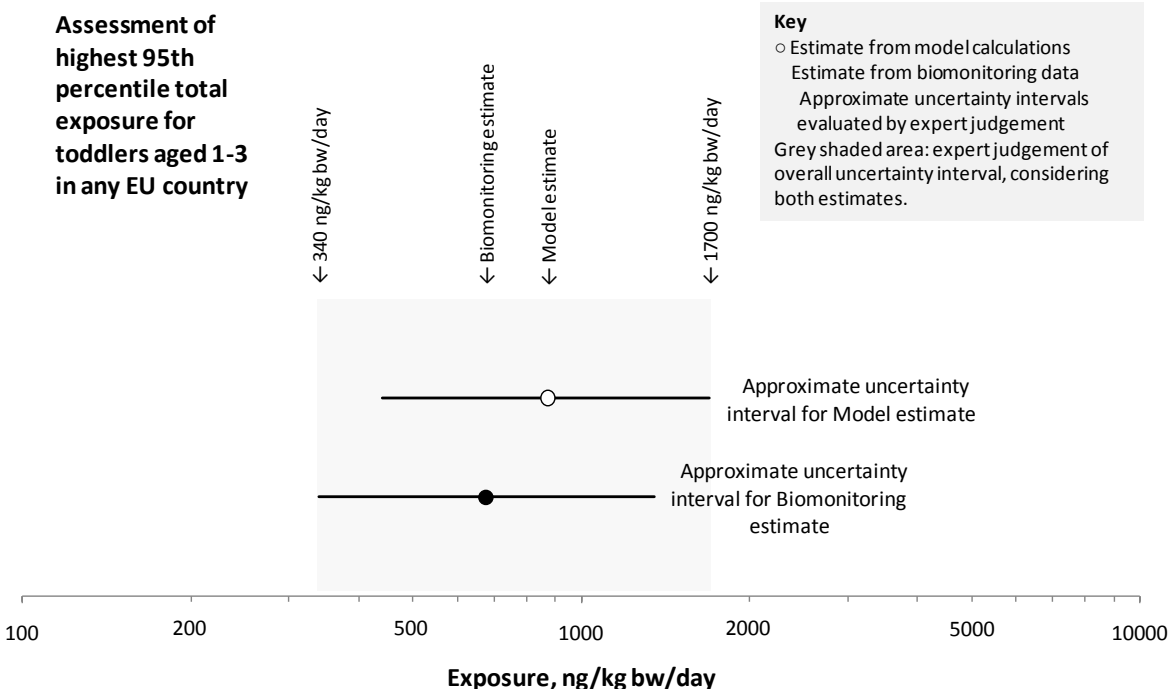 Assessment of
highest 95th
percentile total
exposure for
toddlers aged 1-3
in any EU country
Key
○ Estimate from model calculations
Estimate from biomonitoring data
Approximate uncertainty intervals
evaluated by expert judgement
Grey shaded area: expert judgement of
overall uncertainty interval, considering
both estimates.
← 340 ng/kg bw/day
← Biomonitoring estimate
← Model estimate
← 1700 ng/kg bw/day
Approximate uncertainty
interval for Model estimate
Approximate uncertainty
interval for Biomonitoring
estimate
100 200 500 1000 2000 5000 10000
Exposure, ng/kg bw/day